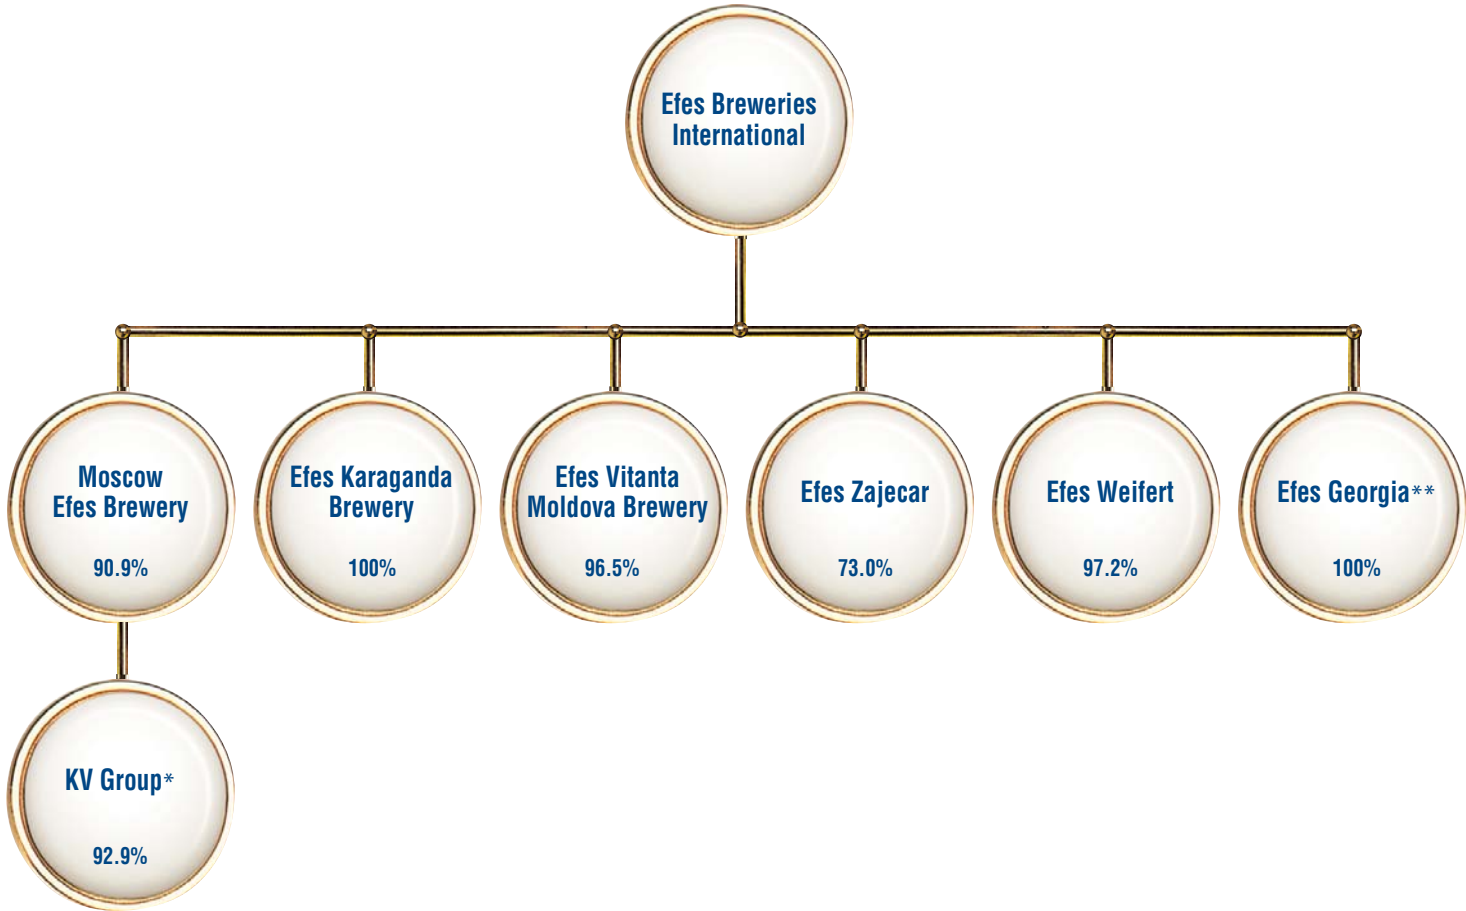 Efes Breweries
International
Moscow
Efes Brewery
90.9%
Efes Karaganda
Brewery
100%
Efes Vitanta
Moldova Brewery
96.5%
Efes Zajecar
73.0%
Efes Weifert
97.2%
Efes Georgia**
100%
KV Group*
92.9%